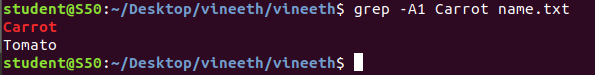 student@S50:~/Desktop/vineeth/vineeth$ grep -A1 Carrot name.txt
Carrot
Tomato
student@S50:~/Desktop/vineeth/vineeth$